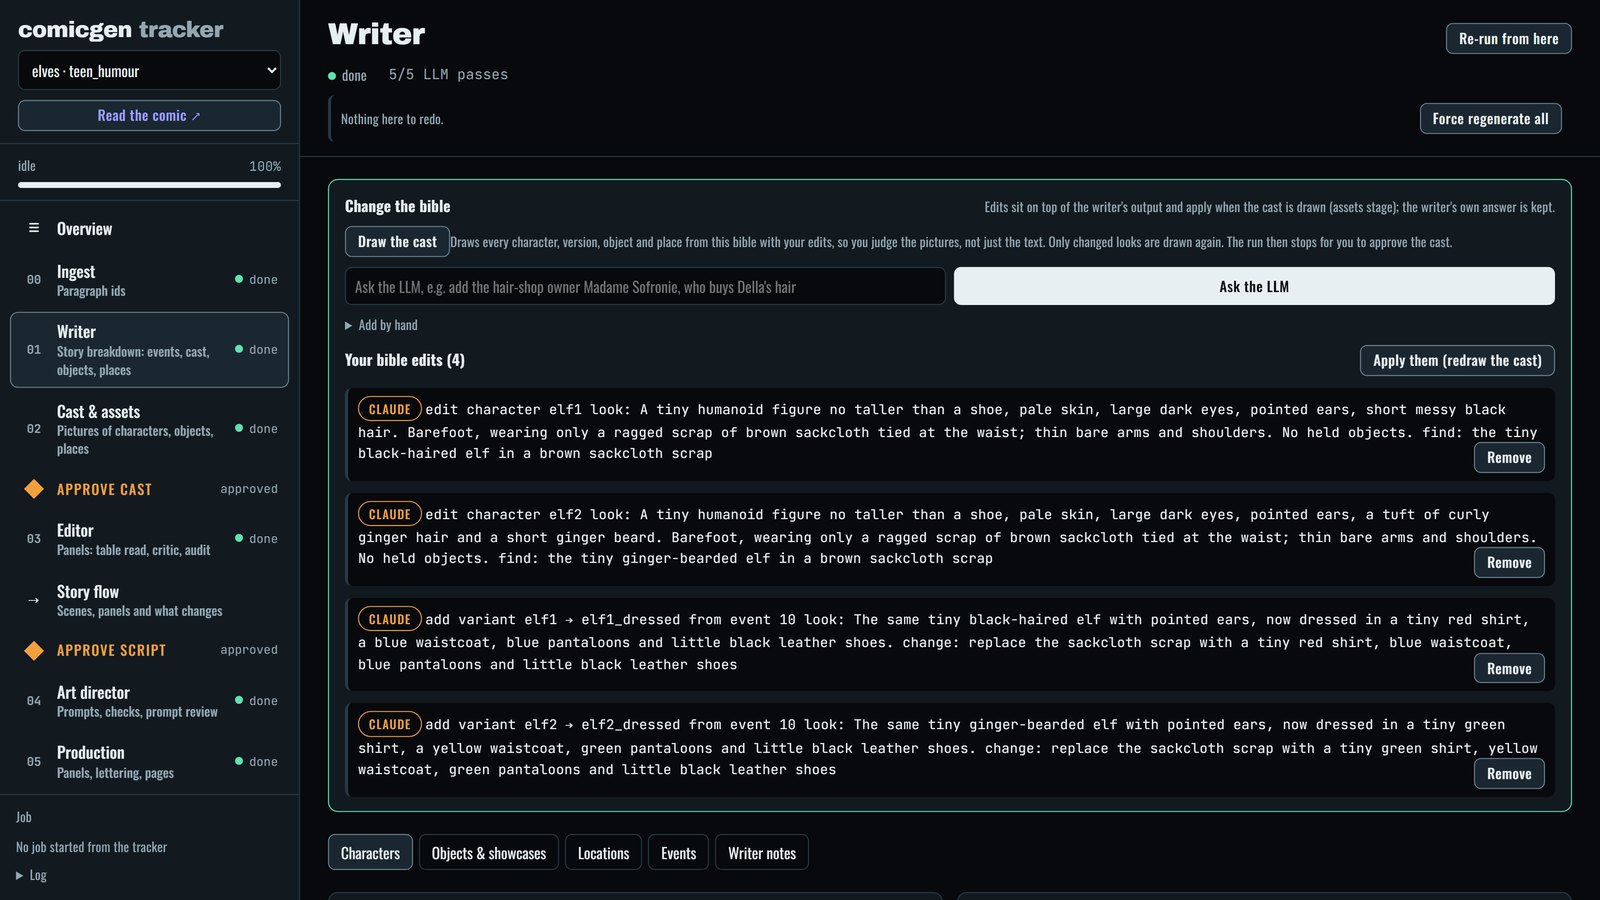 comicgen tracker
elves · teen_humour
Read the comic ↗
idle
100%
☰ Overview
00
Ingest
Paragraph ids
done
01
Writer
Story breakdown: events, cast,
objects, places
done
02
Cast & assets
Pictures of characters, objects,
places
done
APPROVE CAST
approved
03
Editor
Panels: table read, critic, audit
done
→ Story flow
Scenes, panels and what changes
APPROVE SCRIPT
approved
04
Art director
Prompts, checks, prompt review
done
05
Production
Panels, lettering, pages
done
Job
No job started from the tracker
▶ Log
Writer
Re-run from here
done
5/5 LLM passes
Nothing here to redo.
Force regenerate all
Change the bible
Edits sit on top of the writer's output and apply when the cast is drawn (assets stage); the writer's own answer is kept.
Draw the cast
Draws every character, version, object and place from this bible with your edits, so you judge the pictures, not just the text. Only changed looks are drawn again. The run then stops for you to approve the cast.
Ask the LLM, e.g. add the hair-shop owner Madame Sofronie, who buys Della's hair
Ask the LLM
▶ Add by hand
Your bible edits (4)
Apply them (redraw the cast)
CLAUDE edit character elf1 look: A tiny humanoid figure no taller than a shoe, pale skin, large dark eyes, pointed ears, short messy black
hair. Barefoot, wearing only a ragged scrap of brown sackcloth tied at the waist; thin bare arms and shoulders. No held objects. find: the tiny
black-haired elf in a brown sackcloth scrap
Remove
CLAUDE edit character elf2 look: A tiny humanoid figure no taller than a shoe, pale skin, large dark eyes, pointed ears, a tuft of curly
ginger hair and a short ginger beard. Barefoot, wearing only a ragged scrap of brown sackcloth tied at the waist; thin bare arms and shoulders.
No held objects. find: the tiny ginger-bearded elf in a brown sackcloth scrap
Remove
CLAUDE add variant elf1 → elf1_dressed from event 10 look: The same tiny black-haired elf with pointed ears, now dressed in a tiny red shirt,
a blue waistcoat, blue pantaloons and little black leather shoes. change: replace the sackcloth scrap with a tiny red shirt, blue waistcoat,
blue pantaloons and little black leather shoes
Remove
CLAUDE add variant elf2 → elf2_dressed from event 10 look: The same tiny ginger-bearded elf with pointed ears, now dressed in a tiny green
shirt, a yellow waistcoat, green pantaloons and little black leather shoes. change: replace the sackcloth scrap with a tiny green shirt, yellow
waistcoat, green pantaloons and little black leather shoes
Remove
Characters
Objects & showcases
Locations
Events
Writer notes